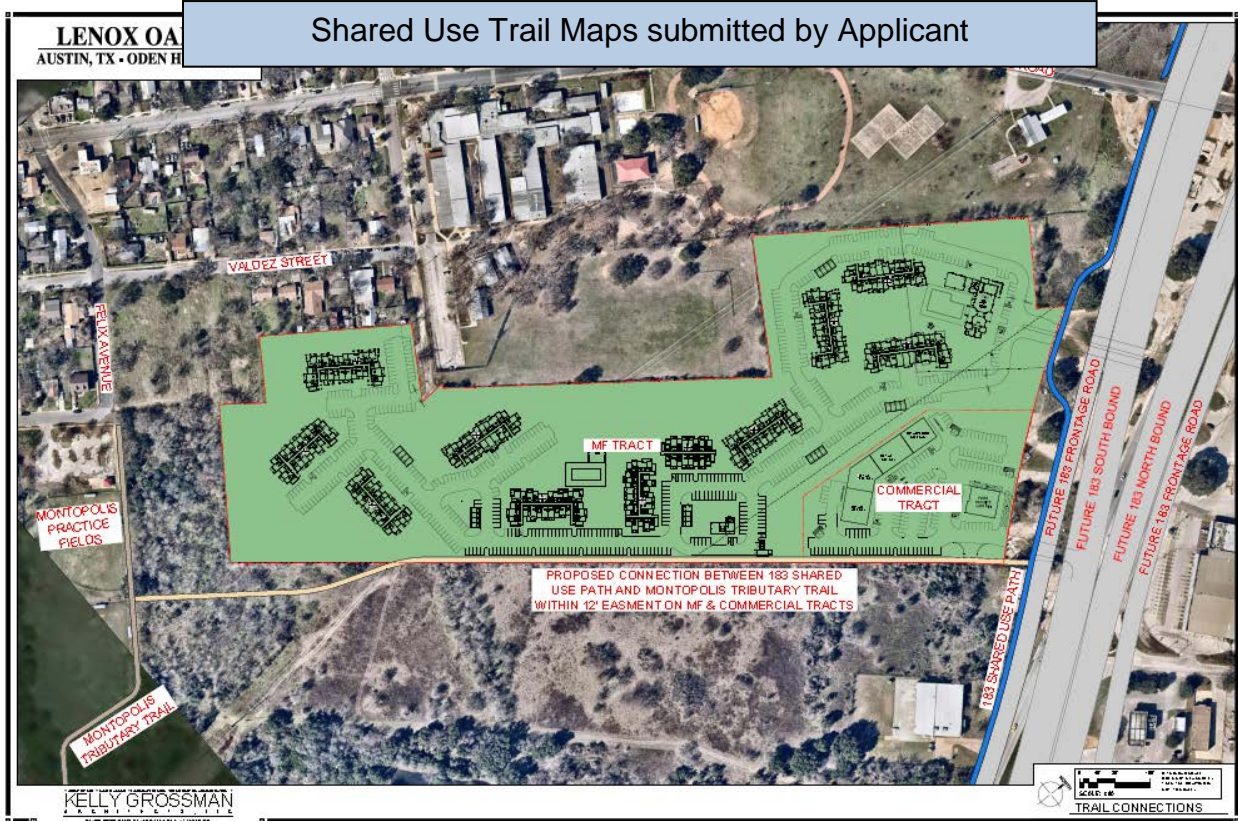 Shared Use Trail Maps submitted by Applicant
LENOX OA
AUSTIN, TX - ODEN H
ROAD
VALDEZ STREET
FELIX AVENUE
MF TRACT
COMMERCIAL
TRACT
MONTOPOLIS
PRACTICE
FIELDS
PROPOSED CONNECTION BETWEEN 183 SHARED
USE PATH AND MONTOPOLIS TRIBUTARY TRAIL
WITHIN 12' EASMENT ON MF & COMMERCIAL TRACTS
FUTURE 183 FRONTAGE ROAD
FUTURE 183 SOUTH BOUND
FUTURE 183 NORTH BOUND
FUTURE 183 FRONTAGE ROAD
183 SHARED USE PATH
MONTOPOLIS
TRIBUTARY TRAIL
KELLY GROSSMAN
TRAIL CONNECTIONS